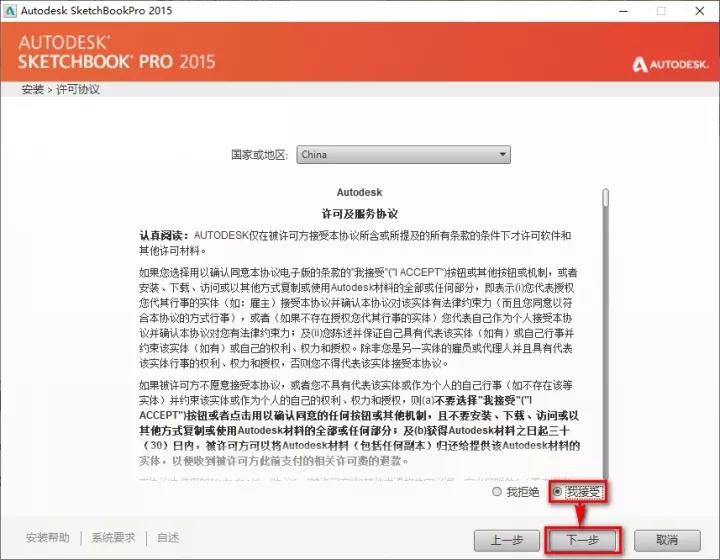 Autodesk SketchBookPro 2015
AUTODESK®
SKETCHBOOK® PRO 2015
AUTODESK.
安装 > 许可协议
国家或地区: China
Autodesk
许可及服务协议
认真阅读：AUTODESK仅在被许可方接受本协议所含或所提及的所有条款的条件下才许可软件和
其他许可材料。
如果您选择用以确认同意本协议电子版的条款的"我接受"("I ACCEPT")按钮或其他按钮或机制，或者
安装、下载、访问或以其他方式复制或使用Autodesk材料的全部或任何部分，即表示(i)您代表授权
您代其行事的实体（如：雇主）接受本协议并确认本协议对该实体有法律约束力（而且您同意以符
合本协议的方式行事），或者（如果不存在授权您代其行事的实体）您代表自己作为个人接受本协
议并确认本协议对您有法律约束力；及(ii)您陈述并保证自己具有代表该实体（如有）或自己行事并
约束该实体（如有）或自己的权利、权力和授权。除非您是另一实体的雇员或代理人并且具有代表
该实体行事的权利、权力和授权，否则您不得代表该实体接受本协议。
如果被许可方不愿意接受本协议，或者您不具有代表该实体或作为个人的自己行事（如不存在该等
实体）并约束该实体或作为个人的自己的权利、权力和授权，则(a)不要选择"我接受"("I
ACCEPT")按钮或者点击用以确认同意的任何按钮或其他机制，且不要安装、下载、访问或以
其他方式复制或使用Autodesk材料的全部或任何部分；及(b)获得Autodesk材料之日起三十
（30）日内，被许可方可以将Autodesk材料（包括任何副本）归还给提供该Autodesk材料的
实体，以便收到被许可方此前支付的相关许可费的退款。
我拒绝 我接受
安装帮助 系统要求 自述 上一步 下一步 取消